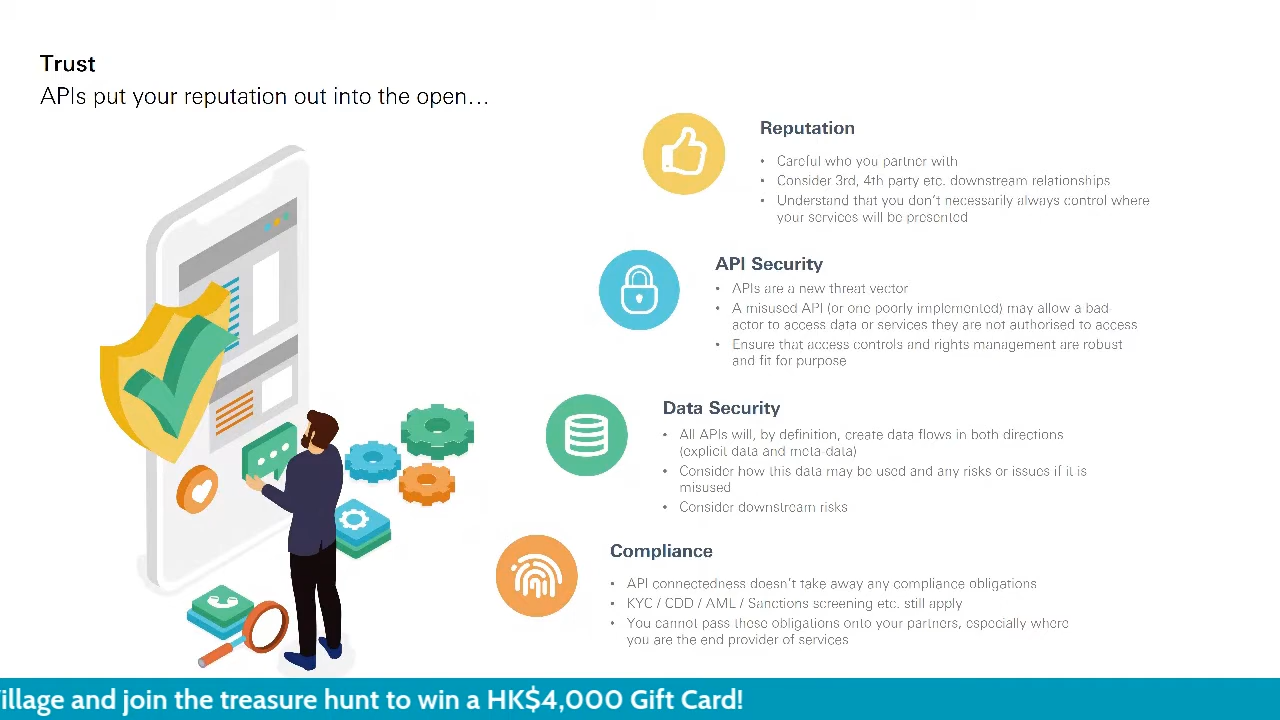 Trust
APIs put your reputation out into the open...
Reputation
• Careful who you partner with
• Consider 3rd, 4th party etc. downstream relationships
• Understand that you don't necessarily always control where
your services will be presented
API Security
• APIs are a new threat vector
• A misused API (or one poorly implemented) may allow a bad
actor to access data or services they are not authorised to access
• Ensure that access controls and rights management are robust
and fit for purpose
Data Security
• All APIs will, by definition, create data flows in both directions
(explicit data and meta-data)
• Consider how this data may be used and any risks or issues if it is
misused
• Consider downstream risks
Compliance
• API connectedness doesn't take away any compliance obligations
• KYC / CDD / AML / Sanctions screening etc. still apply
• You cannot pass these obligations onto your partners, especially where
you are the end provider of services
illage and join the treasure hunt to win a HK$4,000 Gift Card!